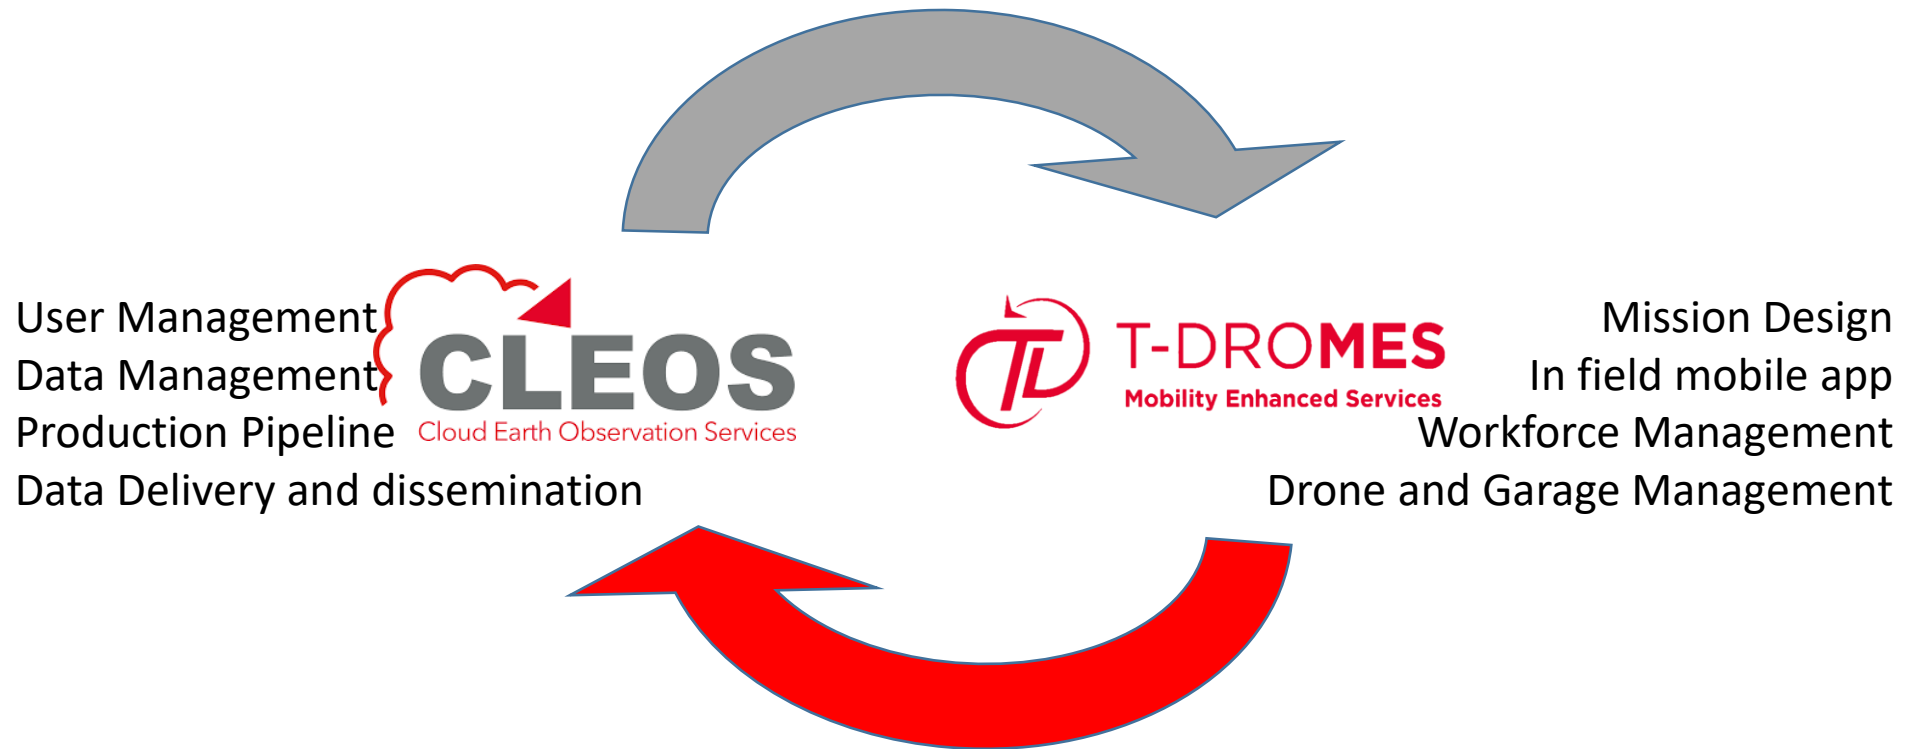 User Management
Data Management
Production Pipeline
Data Delivery and dissemination
CLEOS
Cloud Earth Observation Services
T-DROMES
Mobility Enhanced Services
Mission Design
In field mobile app
Workforce Management
Drone and Garage Management